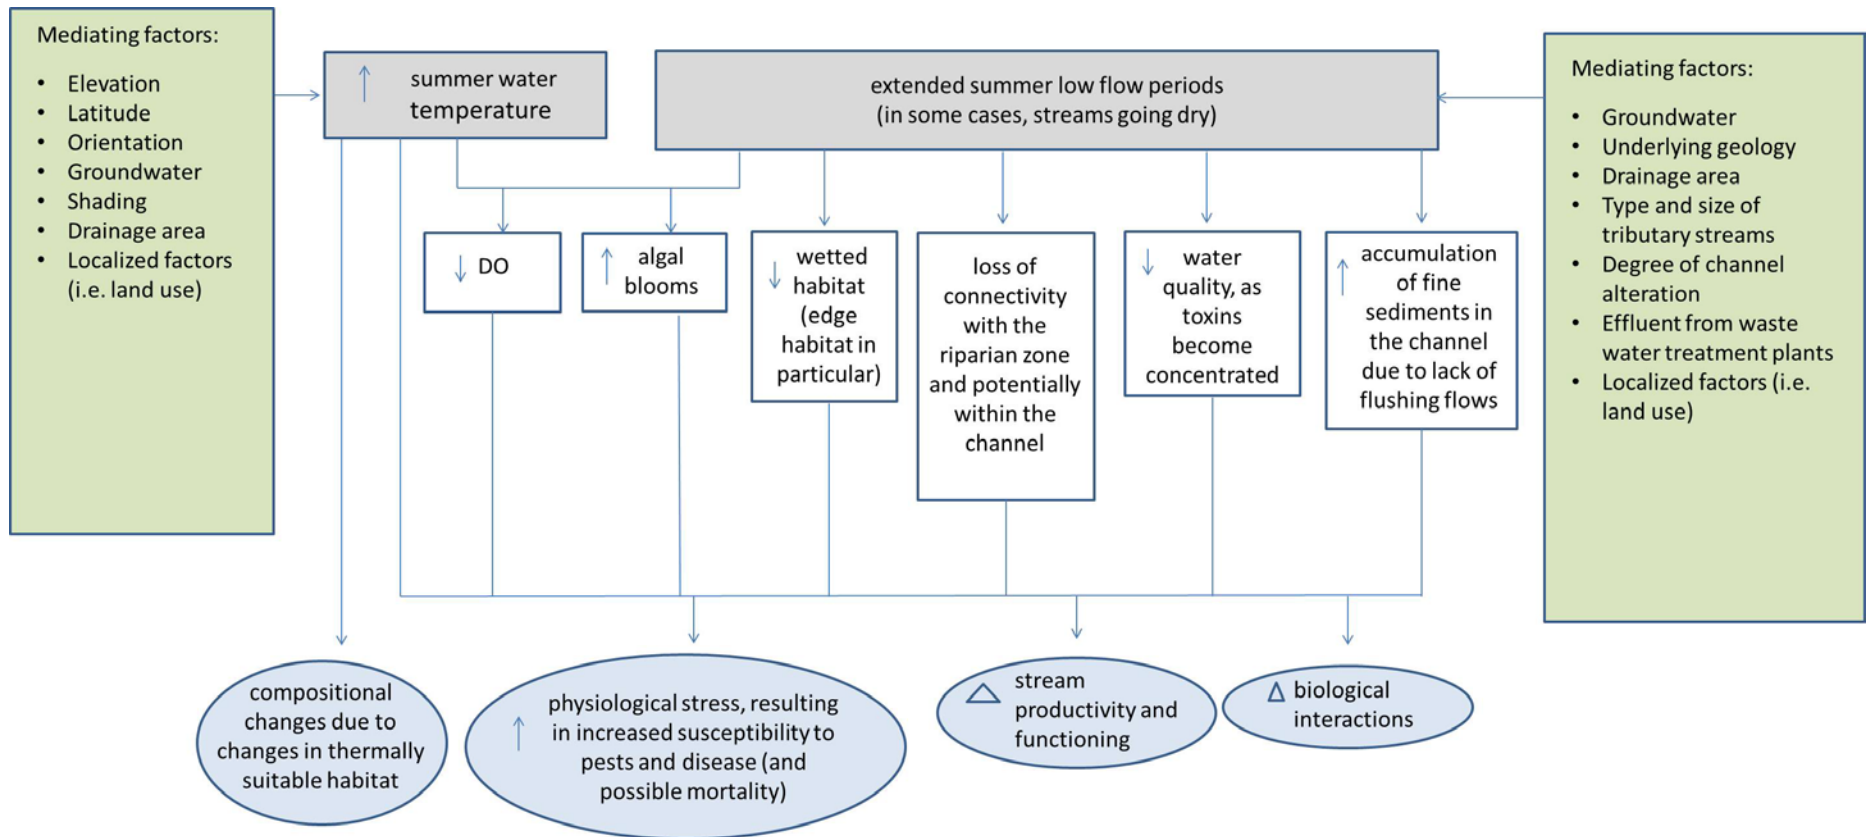 Mediating factors:
• Elevation
• Latitude
• Orientation
• Groundwater
• Shading
• Drainage area
• Localized factors
(i.e. land use)
↑ summer water
temperature
extended summer low flow periods
(in some cases, streams going dry)
Mediating factors:
• Groundwater
• Underlying geology
• Drainage area
• Type and size of
tributary streams
• Degree of channel
alteration
• Effluent from waste
water treatment plants
• Localized factors (i.e.
land use)
↓ DO
↑ algal
blooms
↓ wetted
habitat
(edge
habitat in
particular)
loss of
connectivity
with the
riparian zone
and potentially
within the
channel
↓ water
quality, as
toxins
become
concentrated
↑ accumulation
of fine
sediments in
the channel
due to lack of
flushing flows
compositional
changes due to
changes in thermally
suitable habitat
↑ physiological stress, resulting
in increased susceptibility to
pests and disease (and
possible mortality)
△ stream
productivity and
functioning
△ biological
interactions